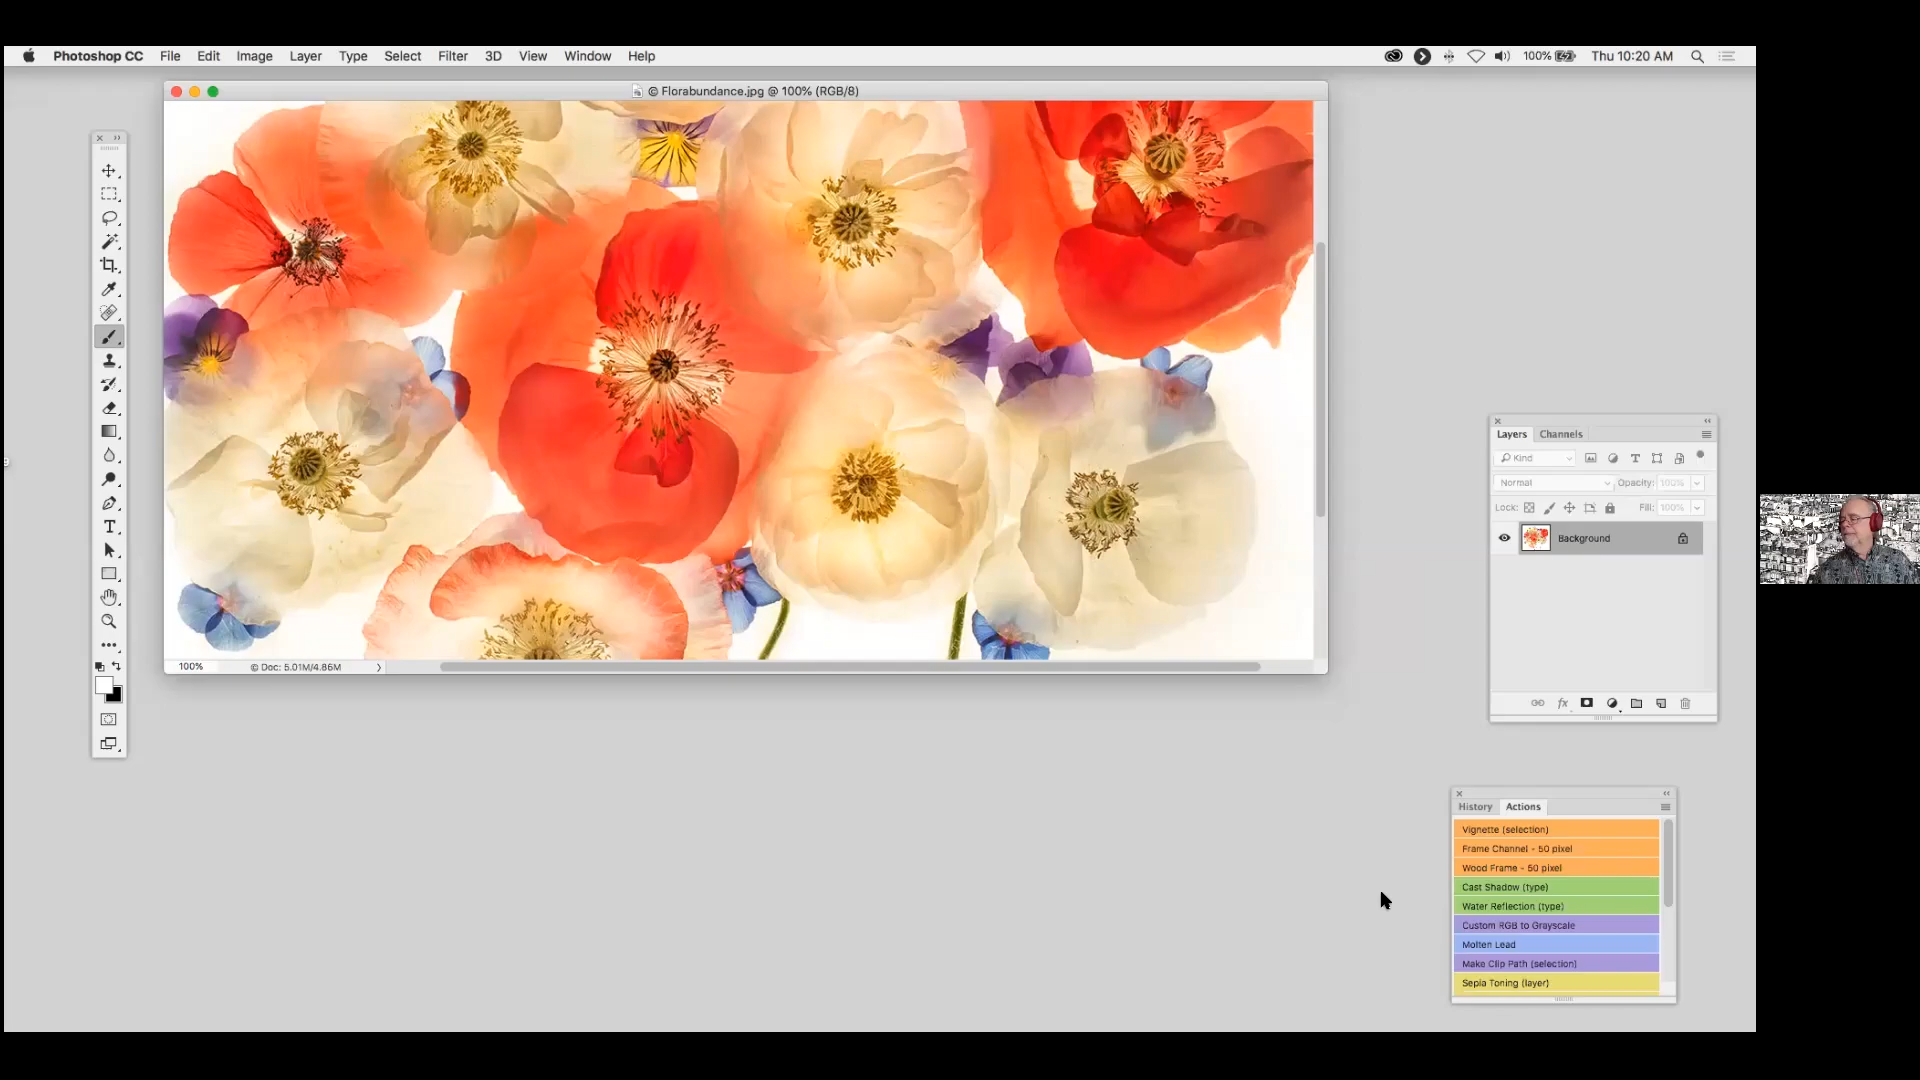 Photoshop CC File Edit Image Layer Type Select Filter 3D View Window Help 100% Thu 10:20 AM
© Florabundance.jpg @ 100% (RGB/8)
100% © Doc: 5.01M/4.86M
Layers Channels
Kind
Normal Opacity: 100%
Lock: Fill: 100%
Background
fx
History Actions
Vignette (selection)
Frame Channel - 50 pixel
Wood Frame - 50 pixel
Cast Shadow (type)
Water Reflection (type)
Custom RGB to Grayscale
Molten Lead
Make Clip Path (selection)
Sepia Toning (layer)